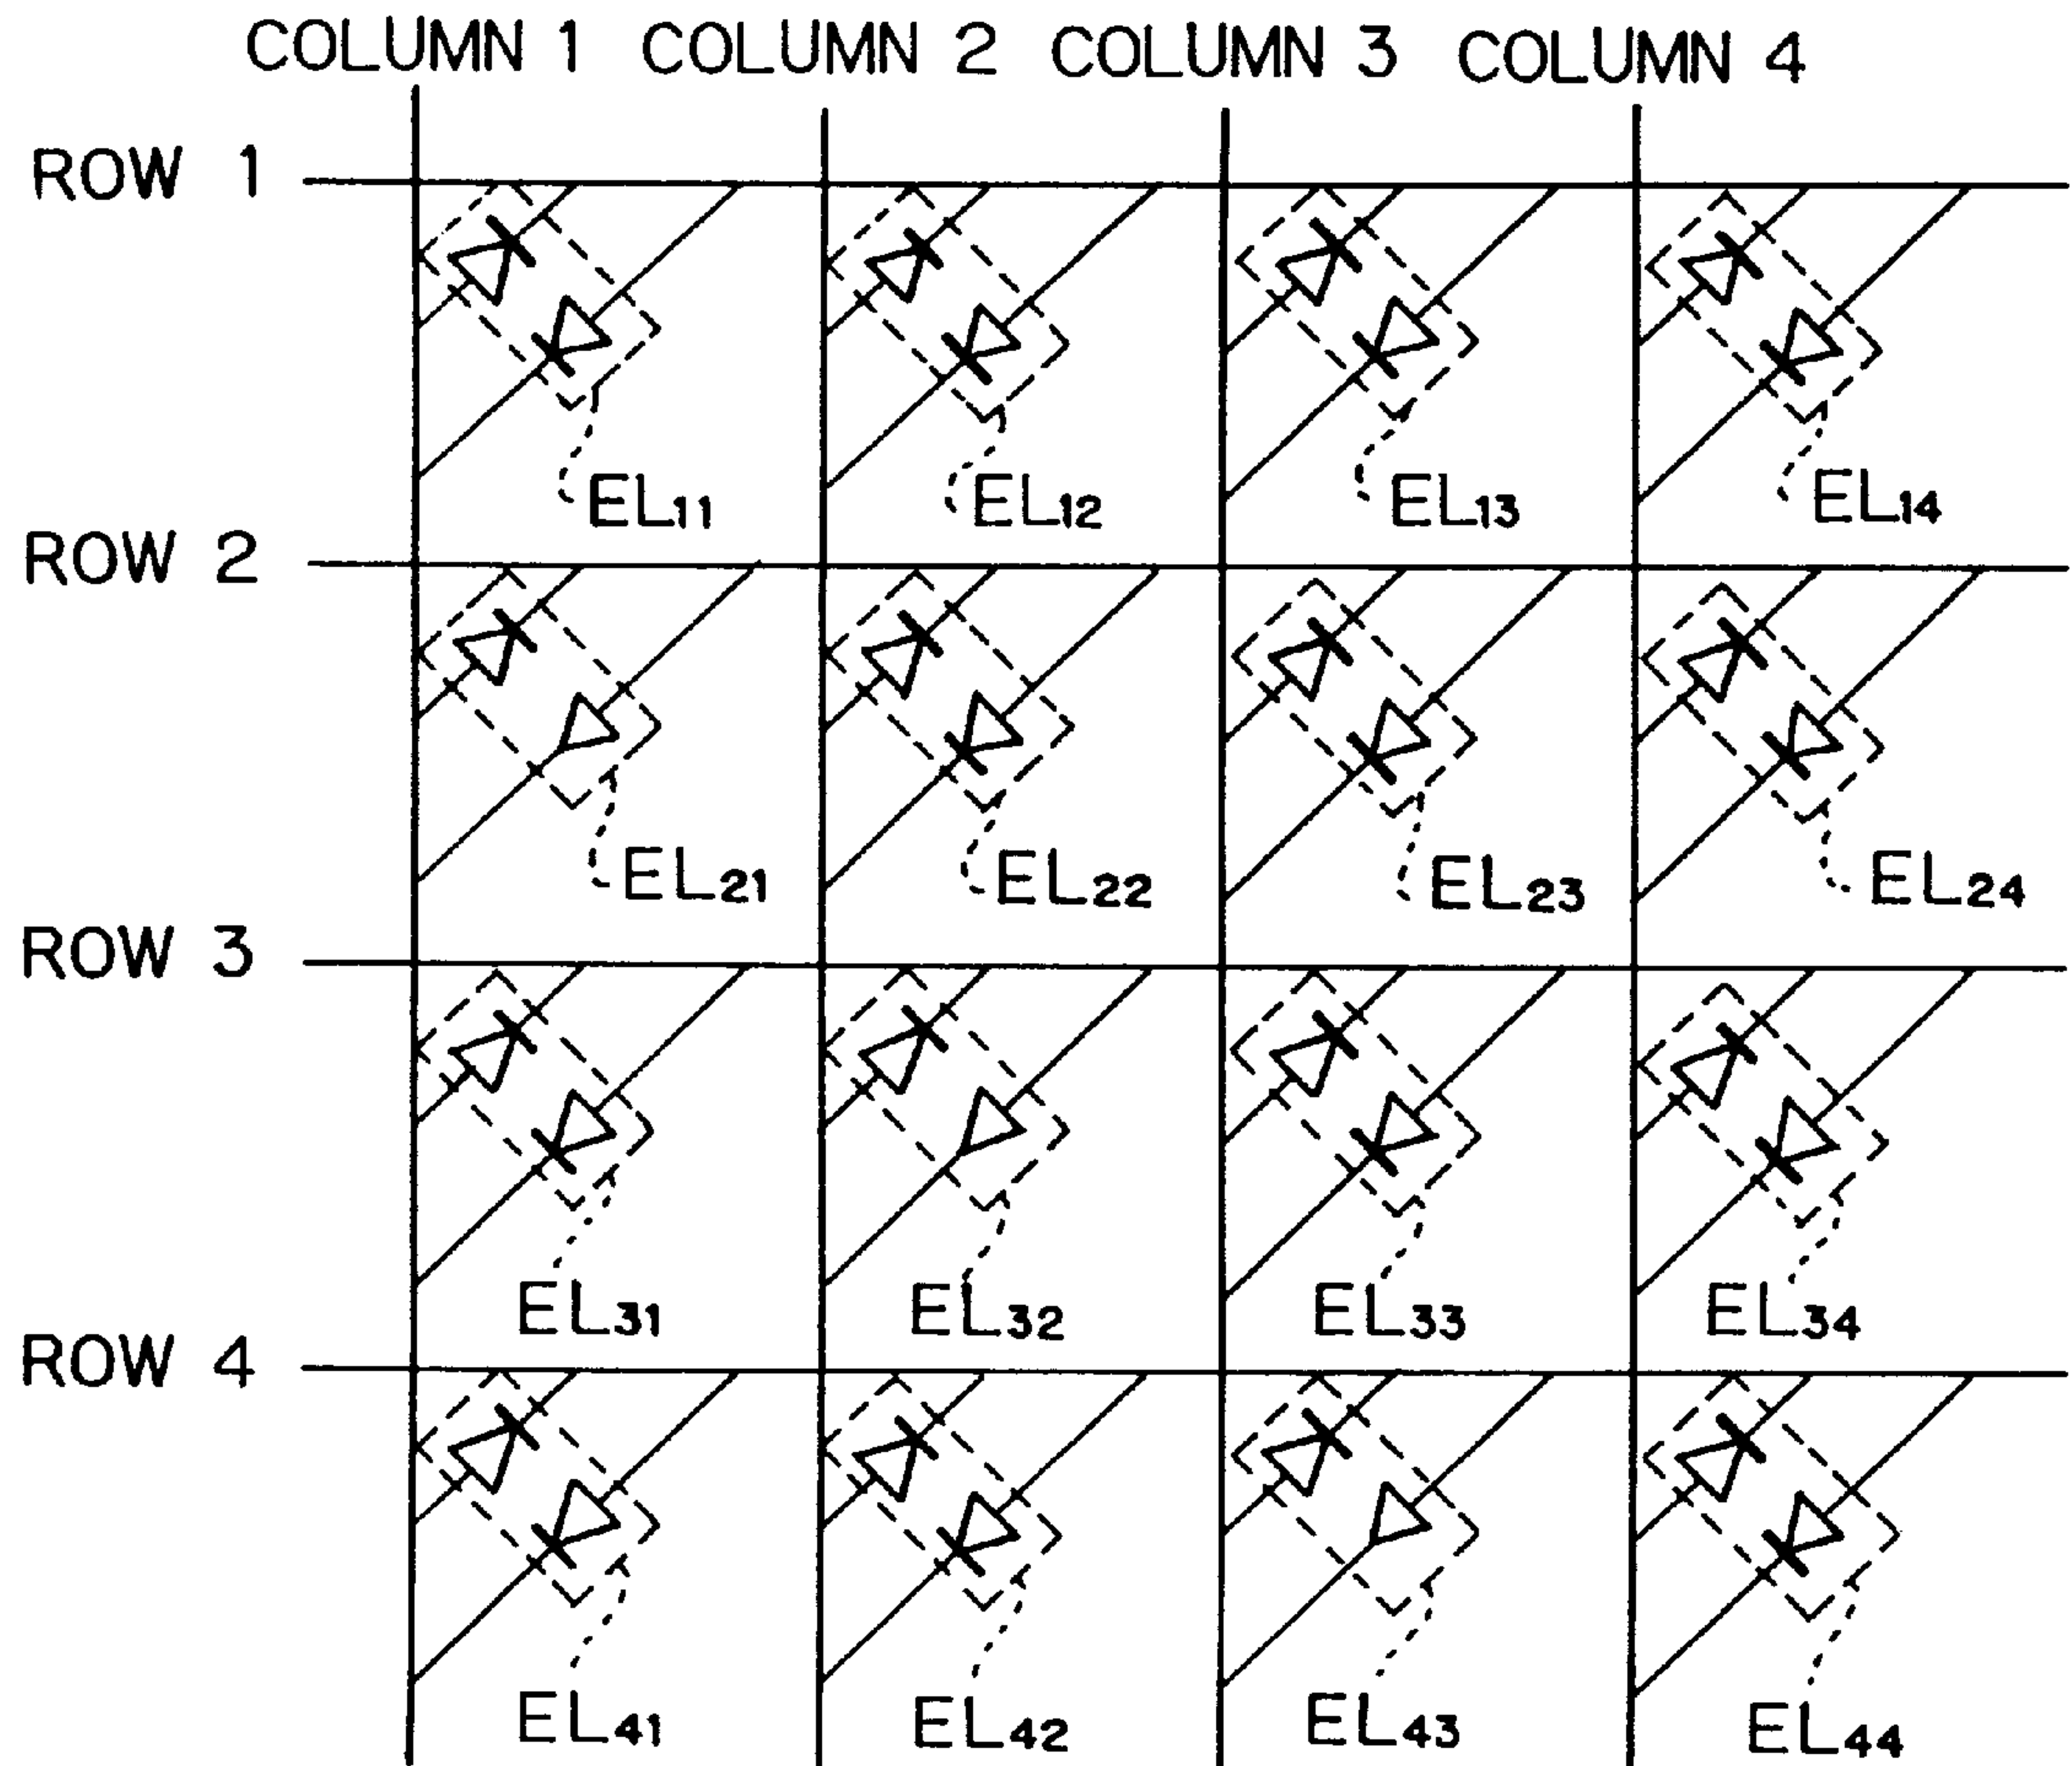 COLUMN 1 COLUMN 2 COLUMN 3 COLUMN 4
ROW 1
EL11 EL12 EL13 EL14
ROW 2
EL21 EL22 EL23 EL24
ROW 3
EL31 EL32 EL33 EL34
ROW 4
EL41 EL42 EL43 EL44